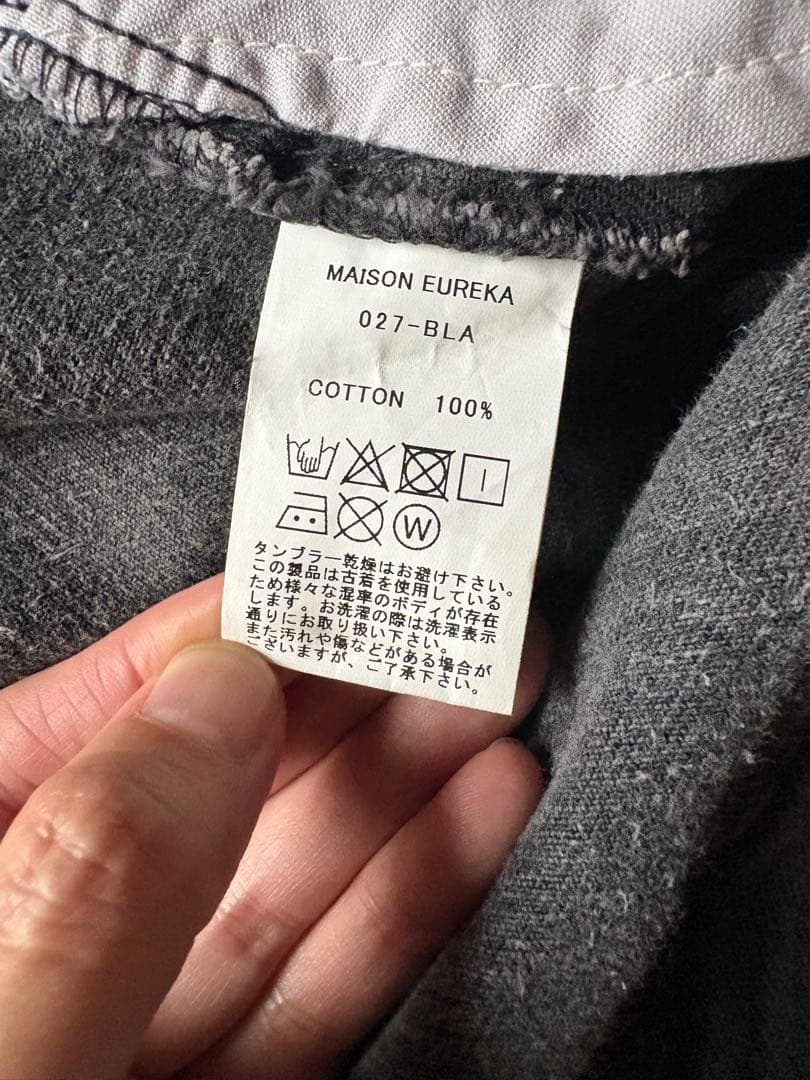 MAISON EUREKA
027-BLA
COTTON 100%
W
タンブラー乾燥はお避け下さい。
この製品は古着を使用している
ため様々な混率のボディが存在
します。お洗濯の際は洗濯表示
通りにお取り扱い下さい。
また汚れや傷などがある場合が
ございますが、ご了承下さい。